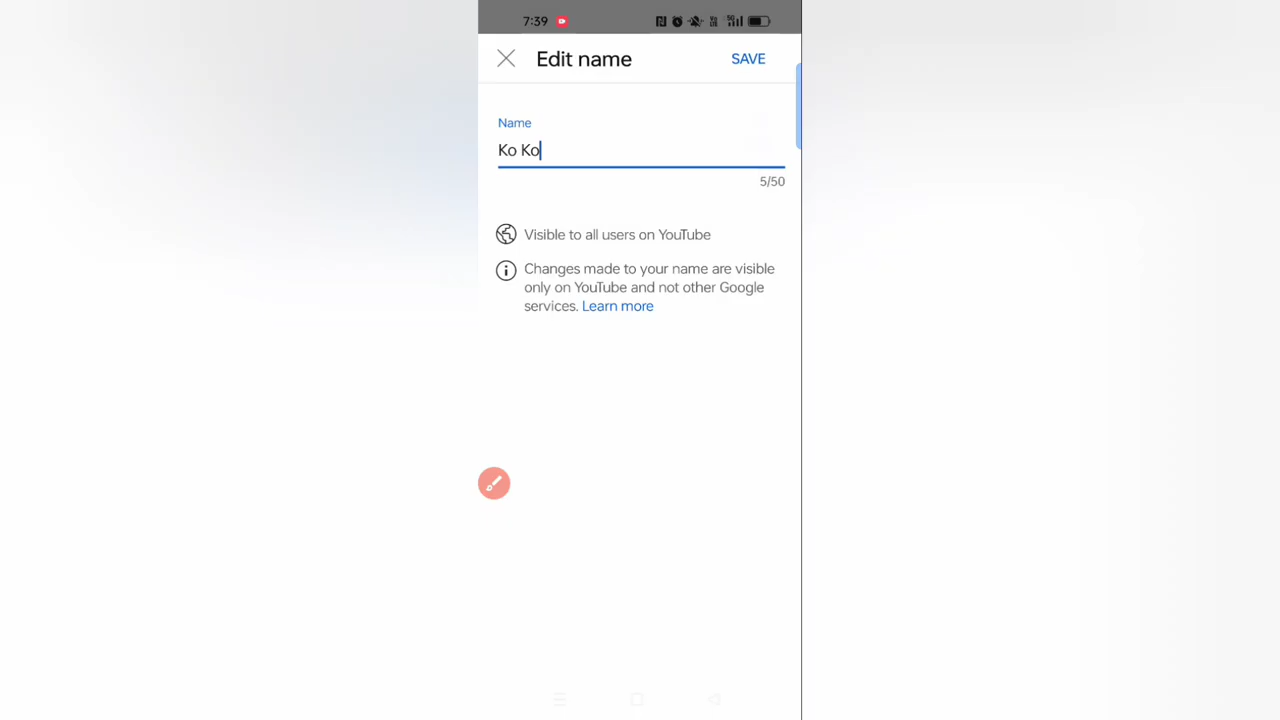 7:39
Edit name
SAVE
Name
Ko Ko
5/50
Visible to all users on YouTube
Changes made to your name are visible
only on YouTube and not other Google
services. Learn more